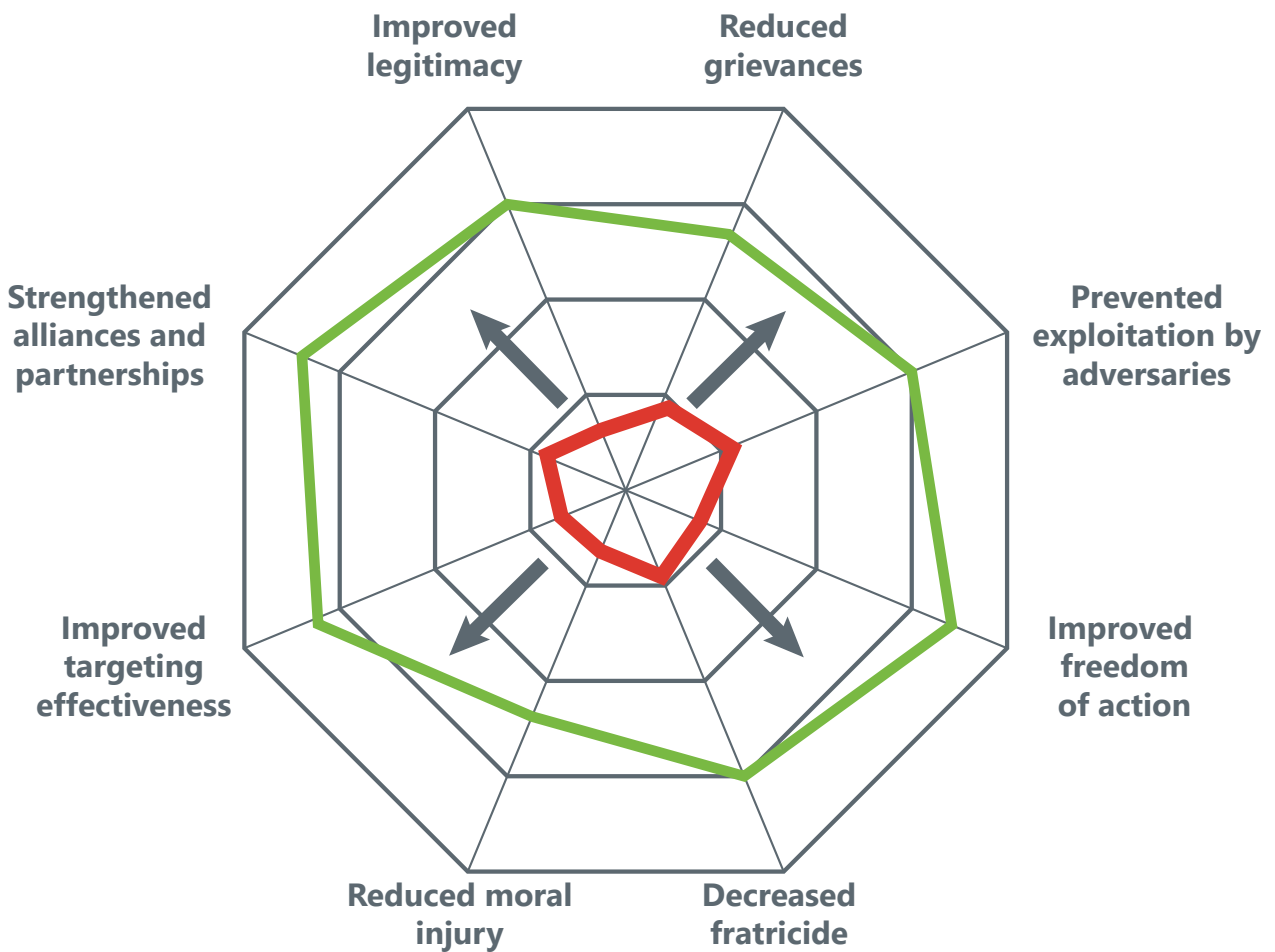 Improved
legitimacy
Reduced
grievances
Strengthened
alliances and
partnerships
Prevented
exploitation by
adversaries
Improved
targeting
effectiveness
Improved
freedom
of action
Reduced moral
injury
Decreased
fratricide